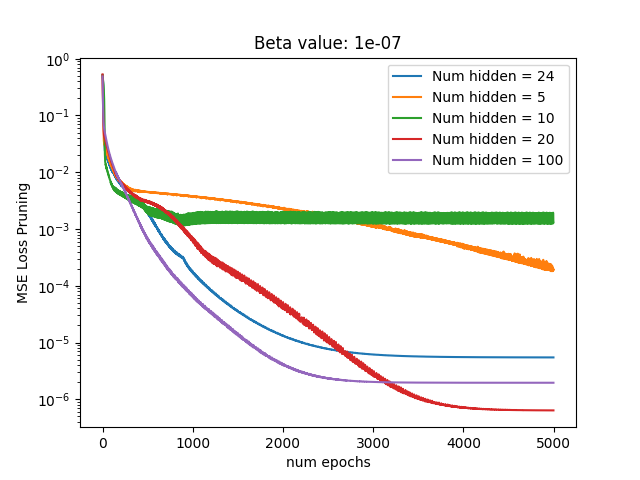 Beta value: 1e-07
MSE Loss Pruning
10⁰
10⁻¹
10⁻²
10⁻³
10⁻⁴
10⁻⁵
10⁻⁶
Num hidden = 24
Num hidden = 5
Num hidden = 10
Num hidden = 20
Num hidden = 100
0 1000 2000 3000 4000 5000
num epochs